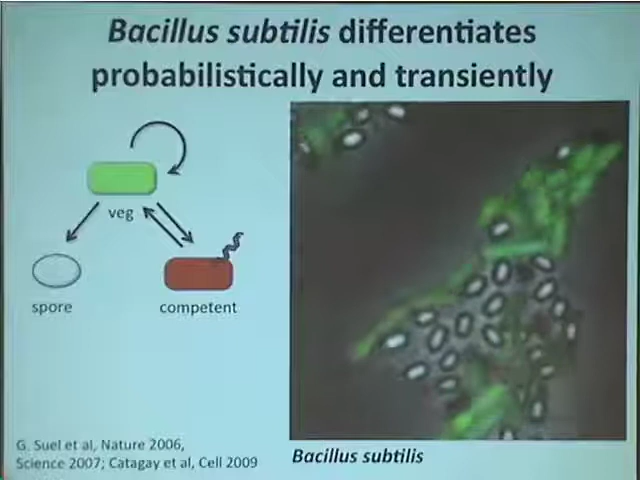 Bacillus subtilis differentiates
probabilistically and transiently
veg
spore
competent
G. Suel et al, Nature 2006,
Science 2007; Catagay et al, Cell 2009
Bacillus subtilis